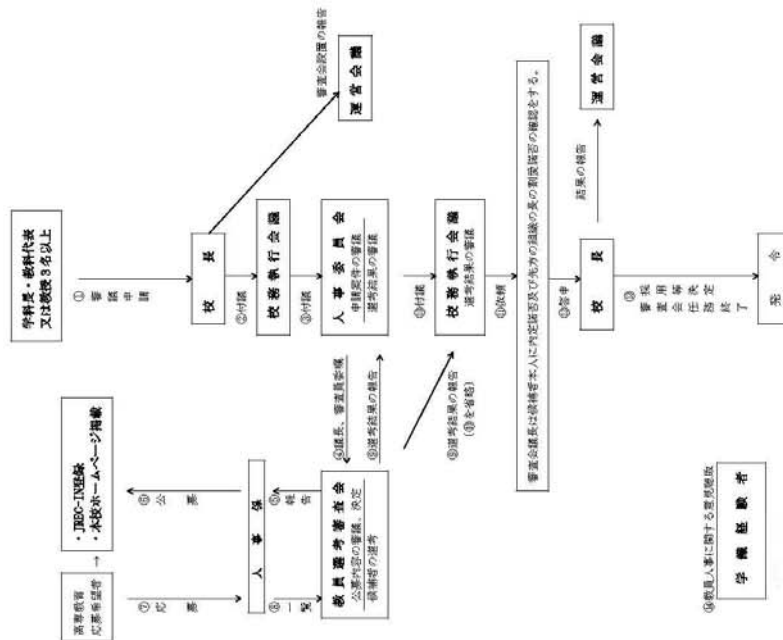 学科長・教科代表
又は教授3名以上
①審議申請
校長
②付議
校務執行会議
③付議
人事委員会
申請案件の審議
選考結果の審議
審査会設置の報告
運営会議
④議長、審査員委嘱
⑨選考結果の報告
教員選考審査会
公募内容の審議、決定
候補者の選考
⑤報告
人事係
⑥公募
・JREC-IN登録
・本校ホームページ掲載
→
高専教官
応募希望者
⑦応募
⑧一覧
⑨選考結果の報告
(⑩を省略)
⑩付議
校務執行会議
選考結果の審議
⑪依頼
審査会議長は候補者本人に内定諾否及び先方の組織の長の割愛諾否の確認をする。
⑫答申
校長
結果の報告
運営会議
採用等決定
審査会任務終了
発令
⑭教員人事に関する意見聴取
学識経験者